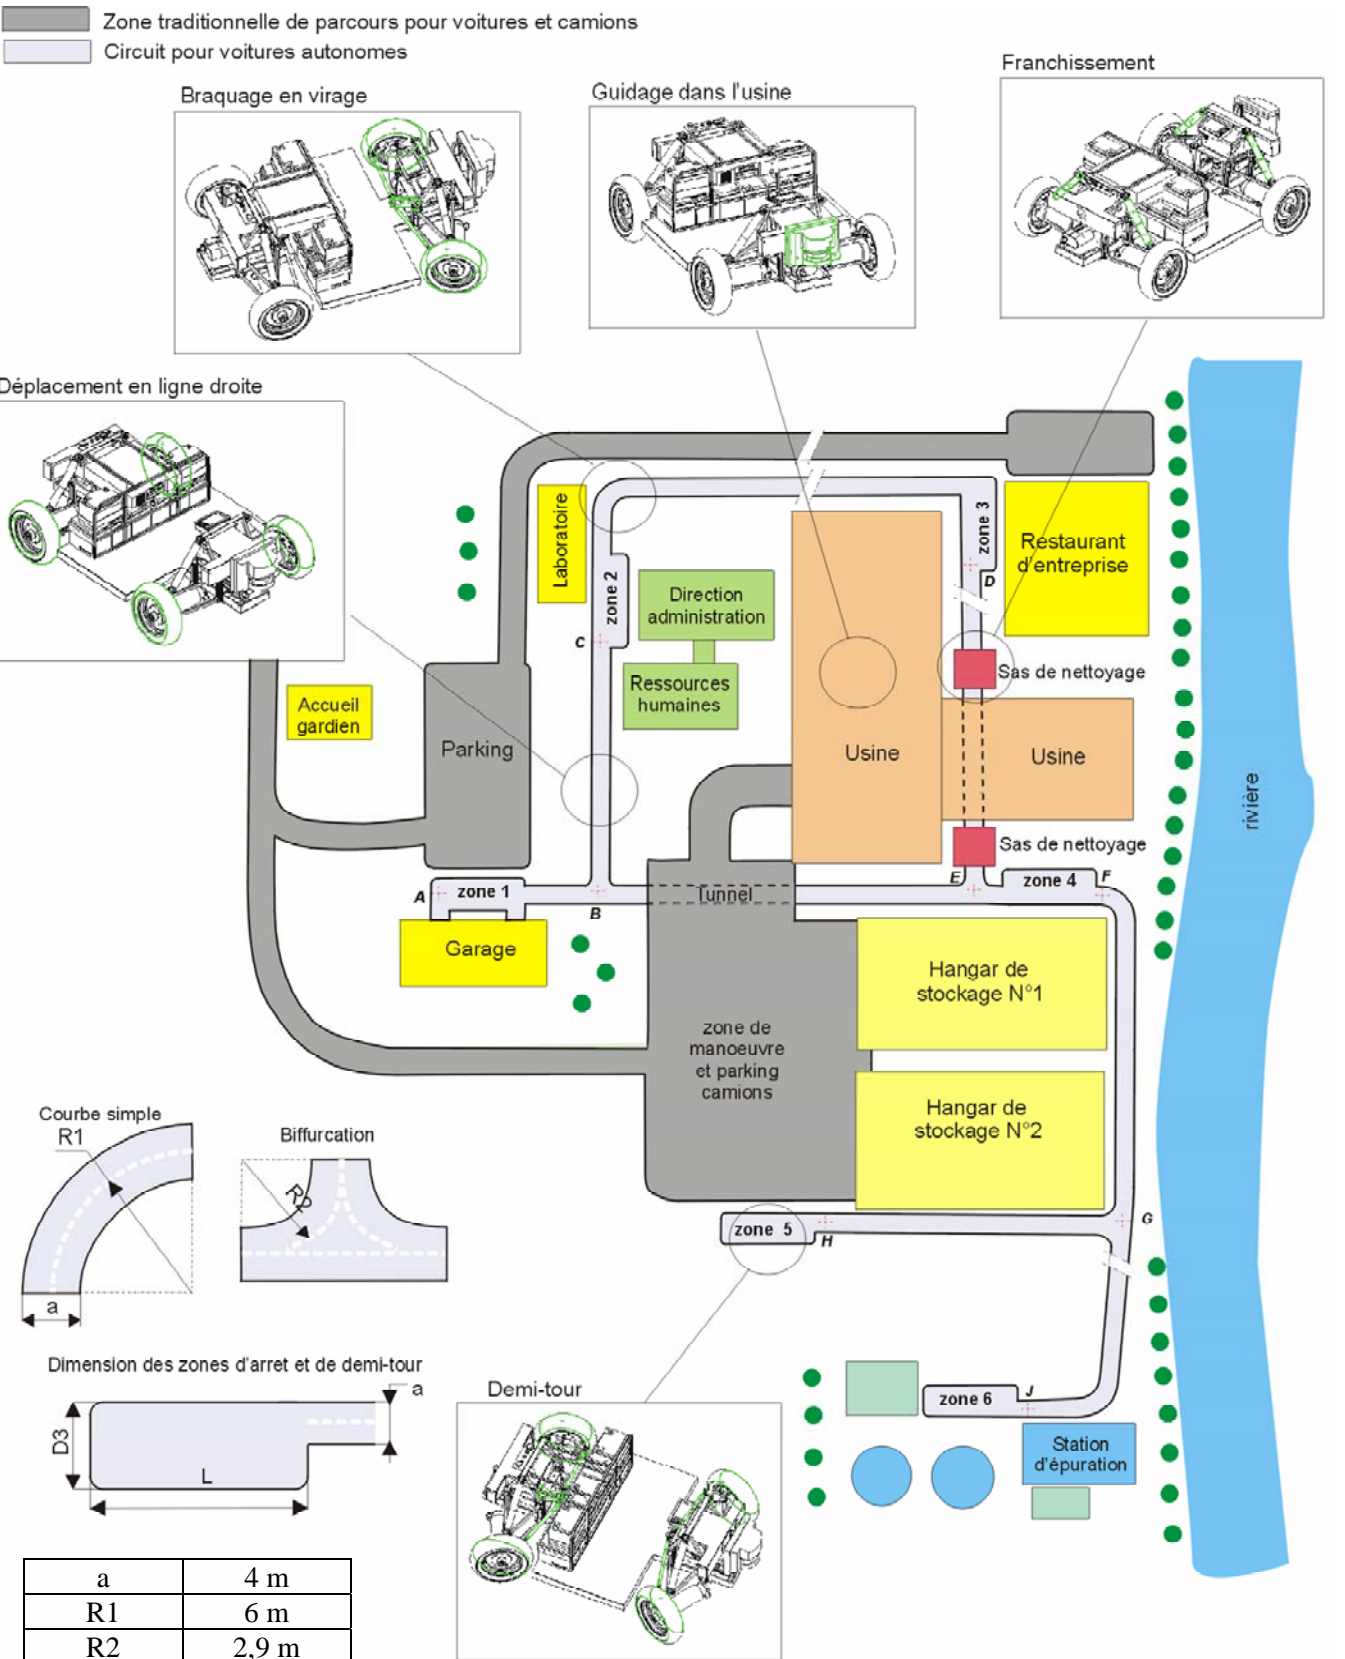 Zone traditionnelle de parcours pour voitures et camions
Circuit pour voitures autonomes
Franchissement
Braquage en virage
Guidage dans l'usine
Déplacement en ligne droite
Laboratoire
zone 2
C
Direction
administration
Ressources
humaines
zone 3
D
Restaurant
d'entreprise
Sas de nettoyage
Accueil
gardien
Parking
Usine
Usine
rivière
Sas de nettoyage
A
zone 1
B
Tunnel
E
zone 4
F
Garage
Hangar de
stockage N°1
zone de
manoeuvre
et parking
camions
Hangar de
stockage N°2
Courbe simple
R1
a
Biffurcation
R2
zone 5
H
G
Dimension des zones d'arret et de demi-tour
a
D3
L
Demi-tour
zone 6
J
Station
d'épuration
a 4 m
R1 6 m
R2 2,9 m